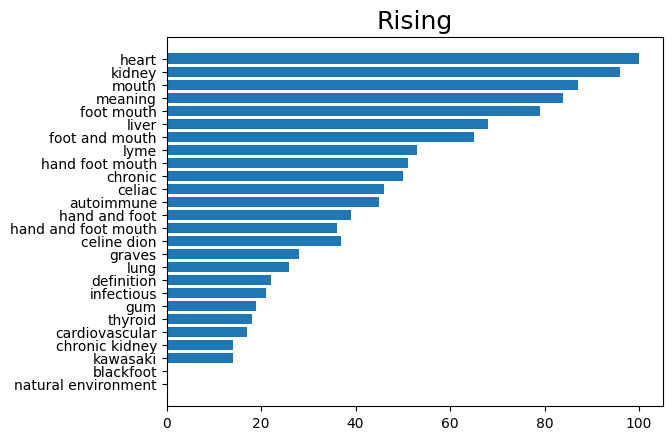 Rising
heart
kidney
mouth
meaning
foot mouth
liver
foot and mouth
lyme
hand foot mouth
chronic
celiac
autoimmune
hand and foot
hand and foot mouth
celine dion
graves
lung
definition
infectious
gum
thyroid
cardiovascular
chronic kidney
kawasaki
blackfoot
natural environment
0 20 40 60 80 100